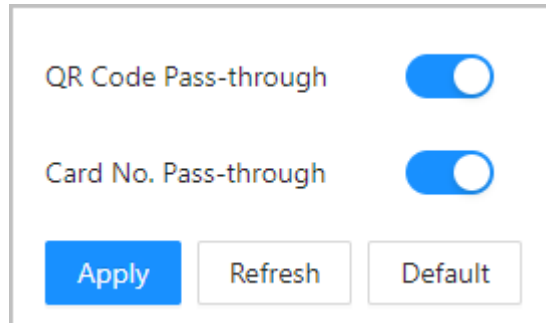 QR Code Pass-through
Card No. Pass-through
Apply Refresh Default